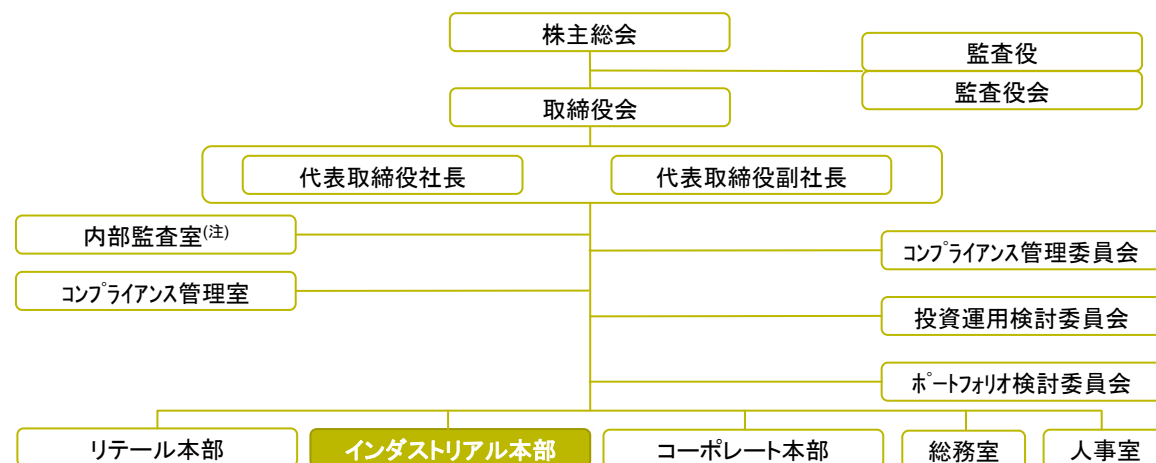 株主総会
監査役
監査役会
取締役会
代表取締役社長
代表取締役副社長
内部監査室(注)
コンプライアンス管理委員会
コンプライアンス管理室
投資運用検討委員会
ポートフォリオ検討委員会
リテール本部
インダストリアル本部
コーポレート本部
総務室
人事室